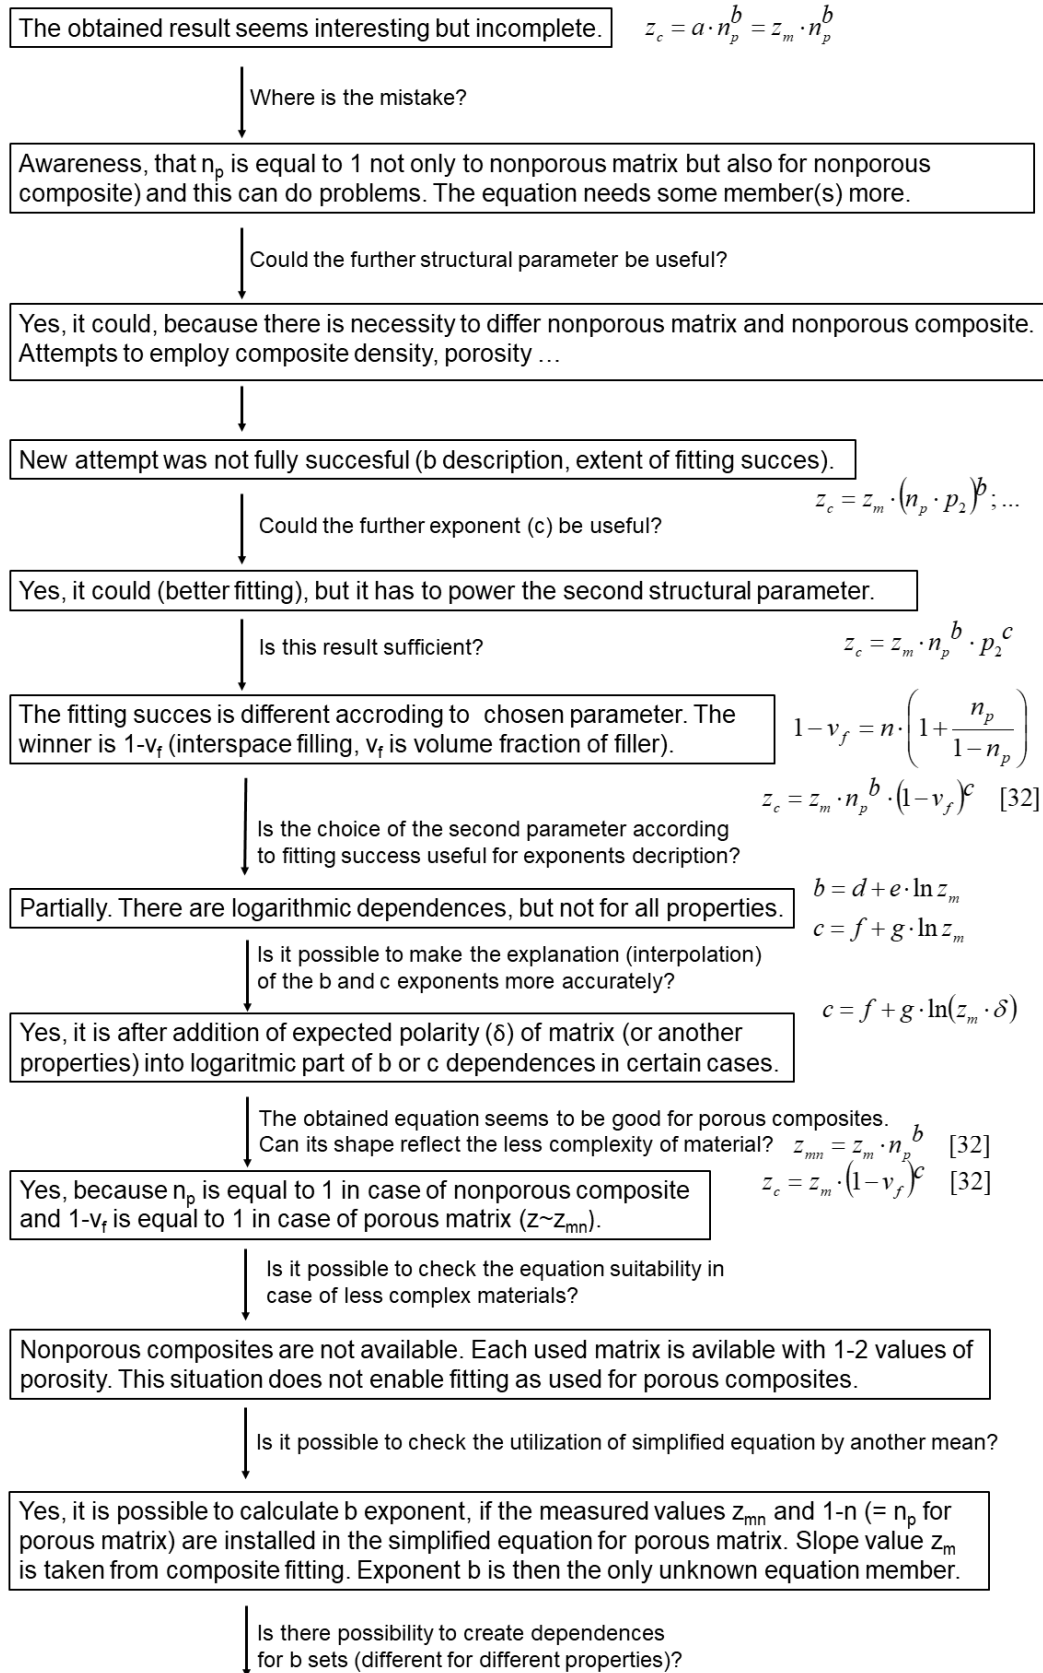 The obtained result seems interesting but incomplete.
z_c = a · n_p^b = z_m · n_p^b
Where is the mistake?
Awareness, that n_p is equal to 1 not only to nonporous matrix but also for nonporous
composite) and this can do problems. The equation needs some member(s) more.
Could the further structural parameter be useful?
Yes, it could, because there is necessity to differ nonporous matrix and nonporous composite.
Attempts to employ composite density, porosity …
New attempt was not fully succesful (b description, extent of fitting succes).
z_c = z_m · (n_p · p_2)^b ; ...
Could the further exponent (c) be useful?
Yes, it could (better fitting), but it has to power the second structural parameter.
Is this result sufficient?
z_c = z_m · n_p^b · p_2^c
The fitting succes is different accroding to chosen parameter. The
winner is 1-v_f (interspace filling, v_f is volume fraction of filler).
1 − v_f = n · (1 + n_p / (1 − n_p))
z_c = z_m · n_p^b · (1 − v_f)^c [32]
Is the choice of the second parameter according
to fitting success useful for exponents decription?
Partially. There are logarithmic dependences, but not for all properties.
b = d + e · ln z_m
c = f + g · ln z_m
Is it possible to make the explanation (interpolation)
of the b and c exponents more accurately?
c = f + g · ln(z_m · δ)
Yes, it is after addition of expected polarity (δ) of matrix (or another
properties) into logaritmic part of b or c dependences in certain cases.
The obtained equation seems to be good for porous composites.
Can its shape reflect the less complexity of material?
z_mn = z_m · n_p^b [32]
z_c = z_m · (1 − v_f)^c [32]
Yes, because n_p is equal to 1 in case of nonporous composite
and 1-v_f is equal to 1 in case of porous matrix (z~z_mn).
Is it possible to check the equation suitability in
case of less complex materials?
Nonporous composites are not available. Each used matrix is avilable with 1-2 values of
porosity. This situation does not enable fitting as used for porous composites.
Is it possible to check the utilization of simplified equation by another mean?
Yes, it is possible to calculate b exponent, if the measured values z_mn and 1-n (= n_p for
porous matrix) are installed in the simplified equation for porous matrix. Slope value z_m
is taken from composite fitting. Exponent b is then the only unknown equation member.
Is there possibility to create dependences
for b sets (different for different properties)?